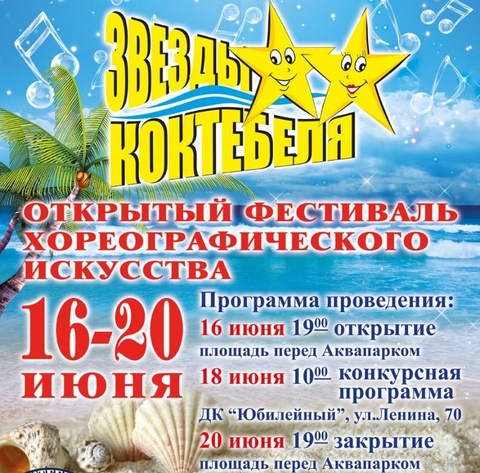 ЗВЕЗДЫ
КОКТЕБЕЛЯ
ОТКРЫТЫЙ ФЕСТИВАЛЬ
ХОРЕОГРАФИЧЕСКОГО
ИСКУССТВА
16-20
ИЮНЯ
Программа проведения:
16 июня 19⁰⁰ открытие
площадь перед Аквапарком
18 июня 10⁰⁰ конкурсная
программа
ДК “Юбилейный”, ул.Ленина, 70
20 июня 19⁰⁰ закрытие
площадь перед Аквапарком